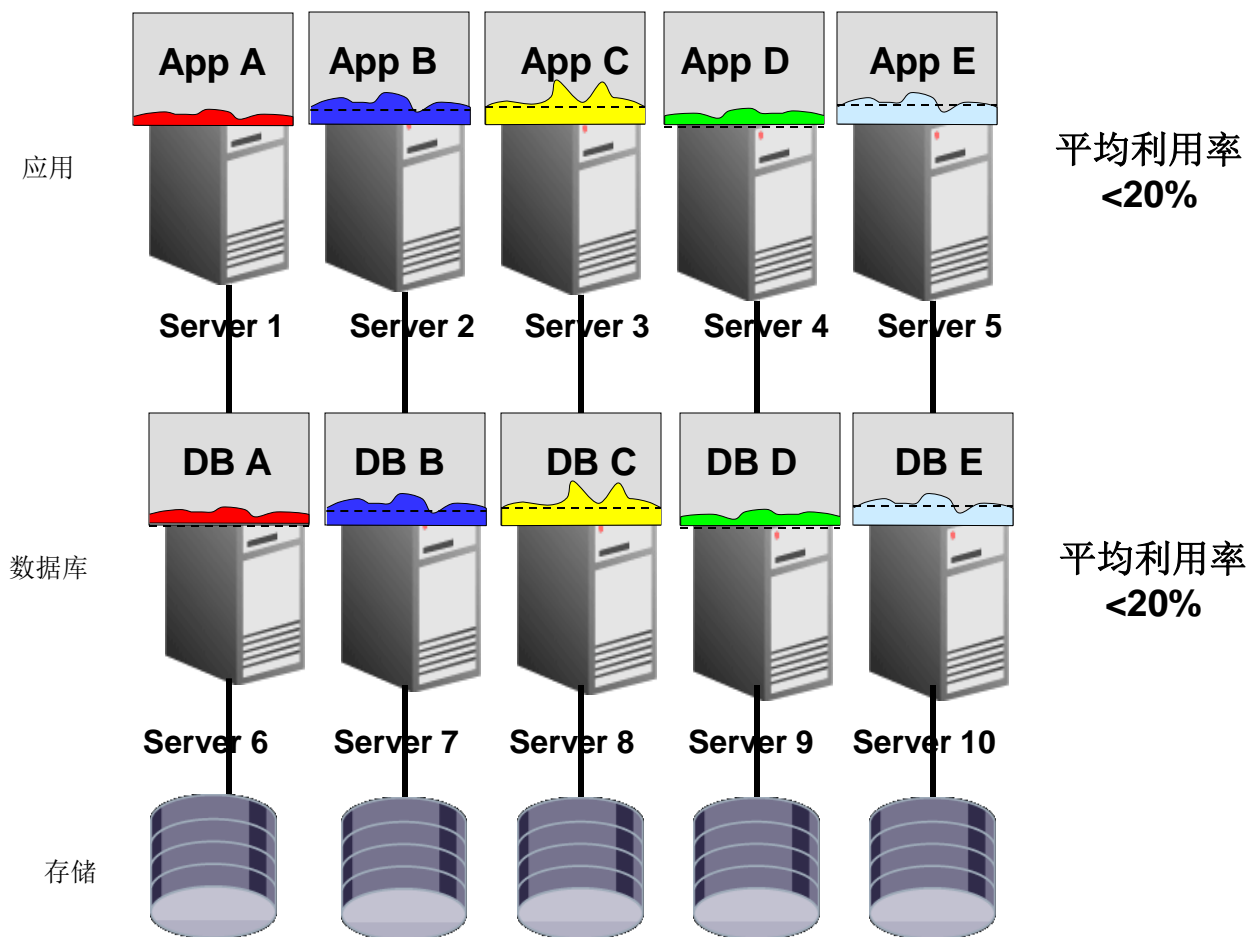 App A
App B
App C
App D
App E
应用
平均利用率
<20%
Server 1
Server 2
Server 3
Server 4
Server 5
DB A
DB B
DB C
DB D
DB E
数据库
平均利用率
<20%
Server 6
Server 7
Server 8
Server 9
Server 10
存储